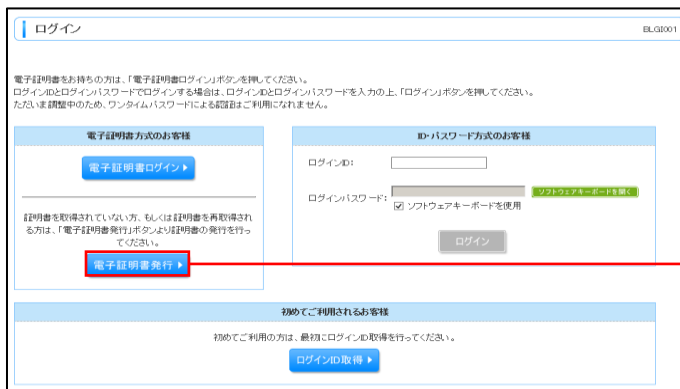 ログイン
BLGI001
電子証明書をお持ちの方は、「電子証明書ログイン」ボタンを押してください。
ログインIDとログインパスワードでログインする場合は、ログインIDとログインパスワードを入力の上、「ログイン」ボタンを押してください。
ただいま調整中のため、ワンタイムパスワードによる認証はご利用になれません。
電子証明書方式のお客様
電子証明書ログイン
証明書を取得されていない方、もしくは証明書を再取得され
る方は、「電子証明書発行」ボタンより証明書の発行を行っ
てください。
電子証明書発行
ID・パスワード方式のお客様
ログインID:
ログインパスワード:
ソフトウェアキーボードを開く
ソフトウェアキーボードを使用
ログイン
初めてご利用されるお客様
初めてご利用の方は、最初にログインID取得を行ってください。
ログインID取得